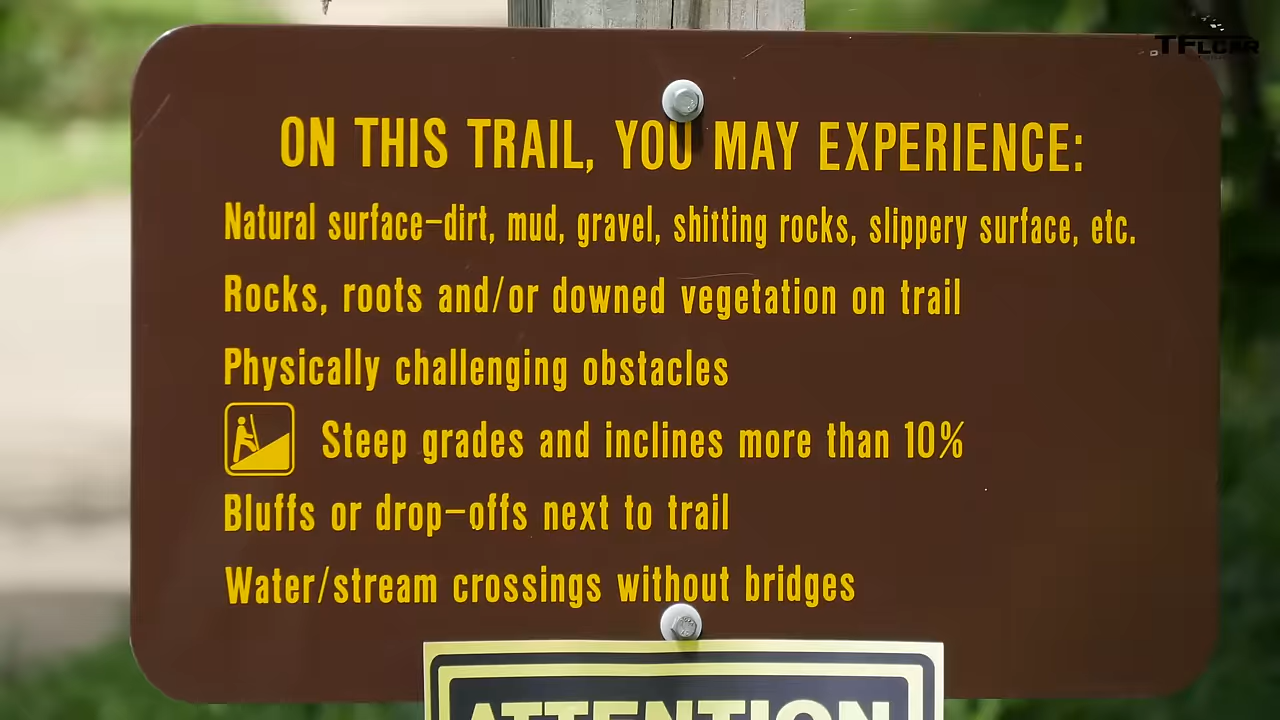 TFLCAR
ON THIS TRAIL, YOU MAY EXPERIENCE:
Natural surface–dirt, mud, gravel, shifting rocks, slippery surface, etc.
Rocks, roots and/or downed vegetation on trail
Physically challenging obstacles
Steep grades and inclines more than 10%
Bluffs or drop–offs next to trail
Water/stream crossings without bridges
ATTENTION